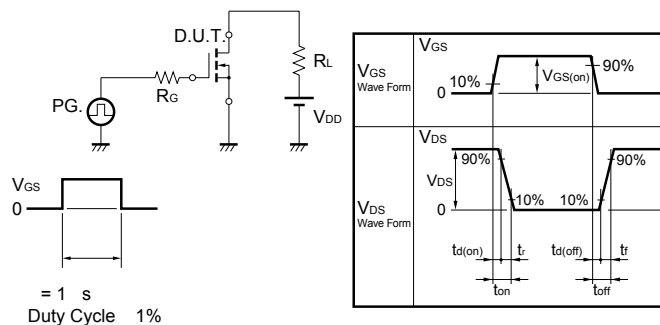 D.U.T.
RL
RG
PG.
VDD
VGS
0
= 1 s
Duty Cycle 1%
VGS
Wave Form
VGS
10%
90%
VGS(on)
0
VDS
Wave Form
VDS
90%
90%
VDS
10%
10%
0
td(on)
tr
td(off)
tf
ton
toff